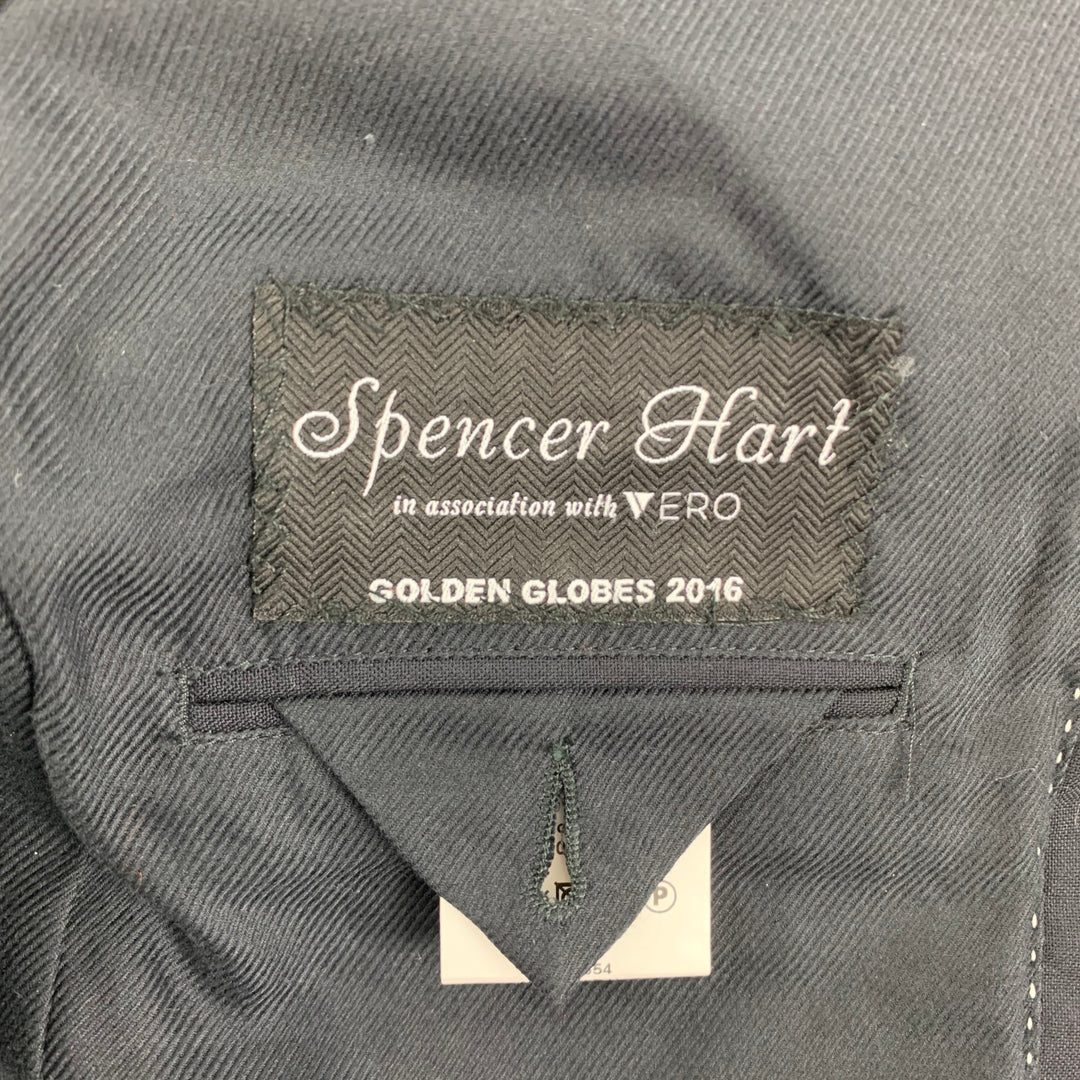 Spencer Hart
in association with VERO
GOLDEN GLOBES 2016
P